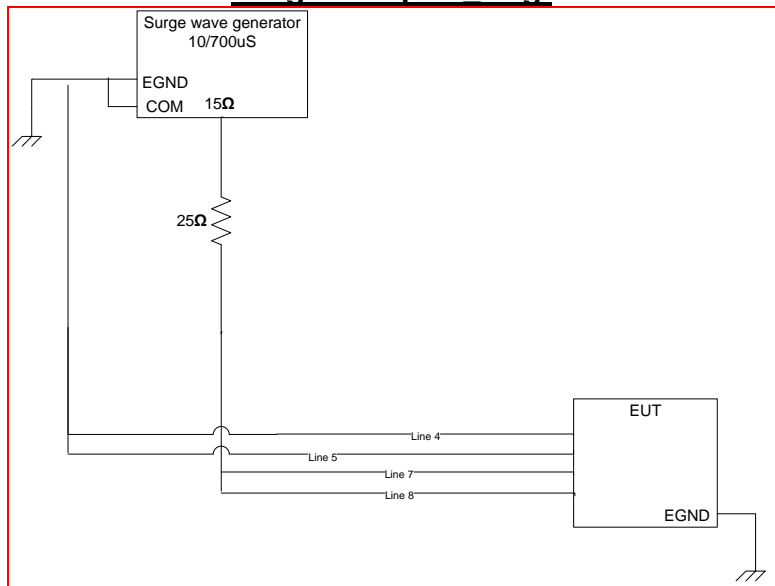 Surge wave generator
10/700uS
EGND
COM 15Ω
25Ω
Line 4
Line 5
Line 7
Line 8
EUT
EGND